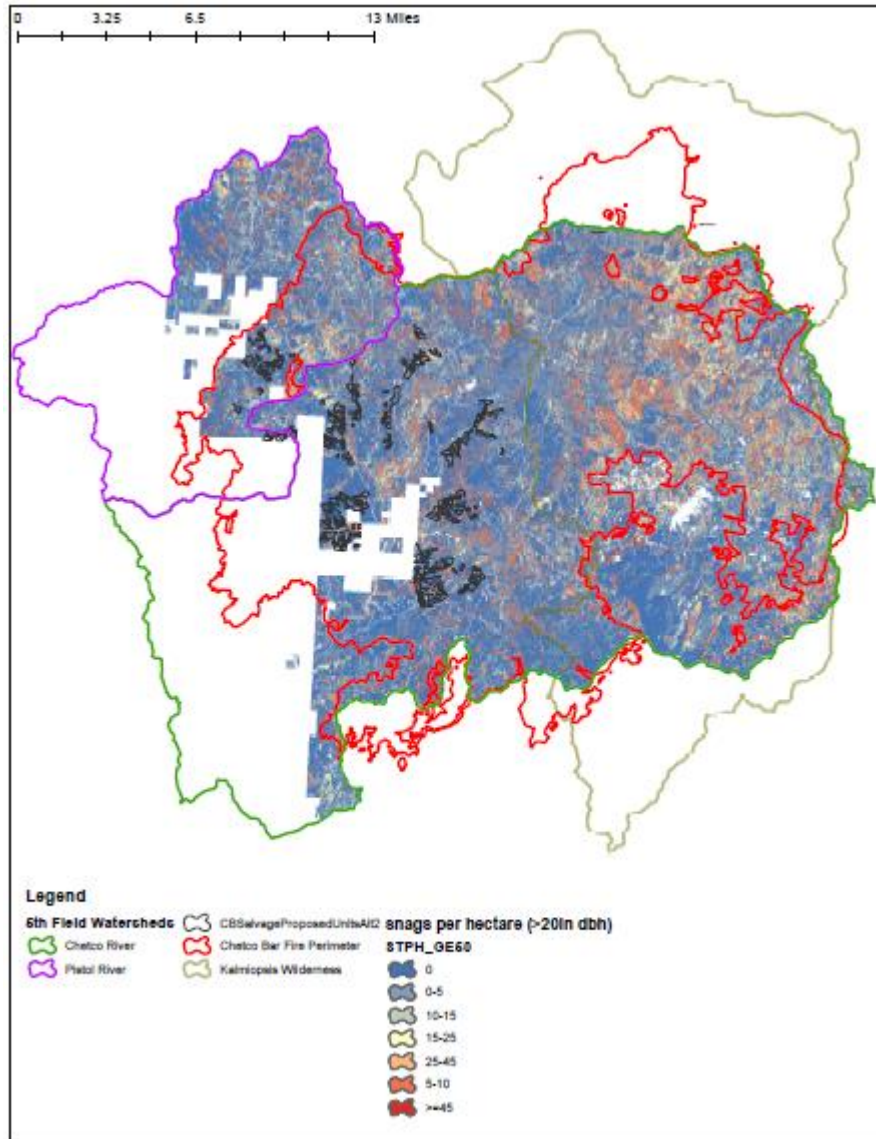 0 3.25 6.5 13 Miles
Legend
5th Field Watersheds
Chetco River
Pistol River
CBSalvageProposedUnitsAlt2
Chetco Bar Fire Perimeter
Kalmiopsis Wilderness
snags per hectare (>20in dbh)
STPH_GE50
0
0-5
10-15
15-25
25-45
5-10
>=45